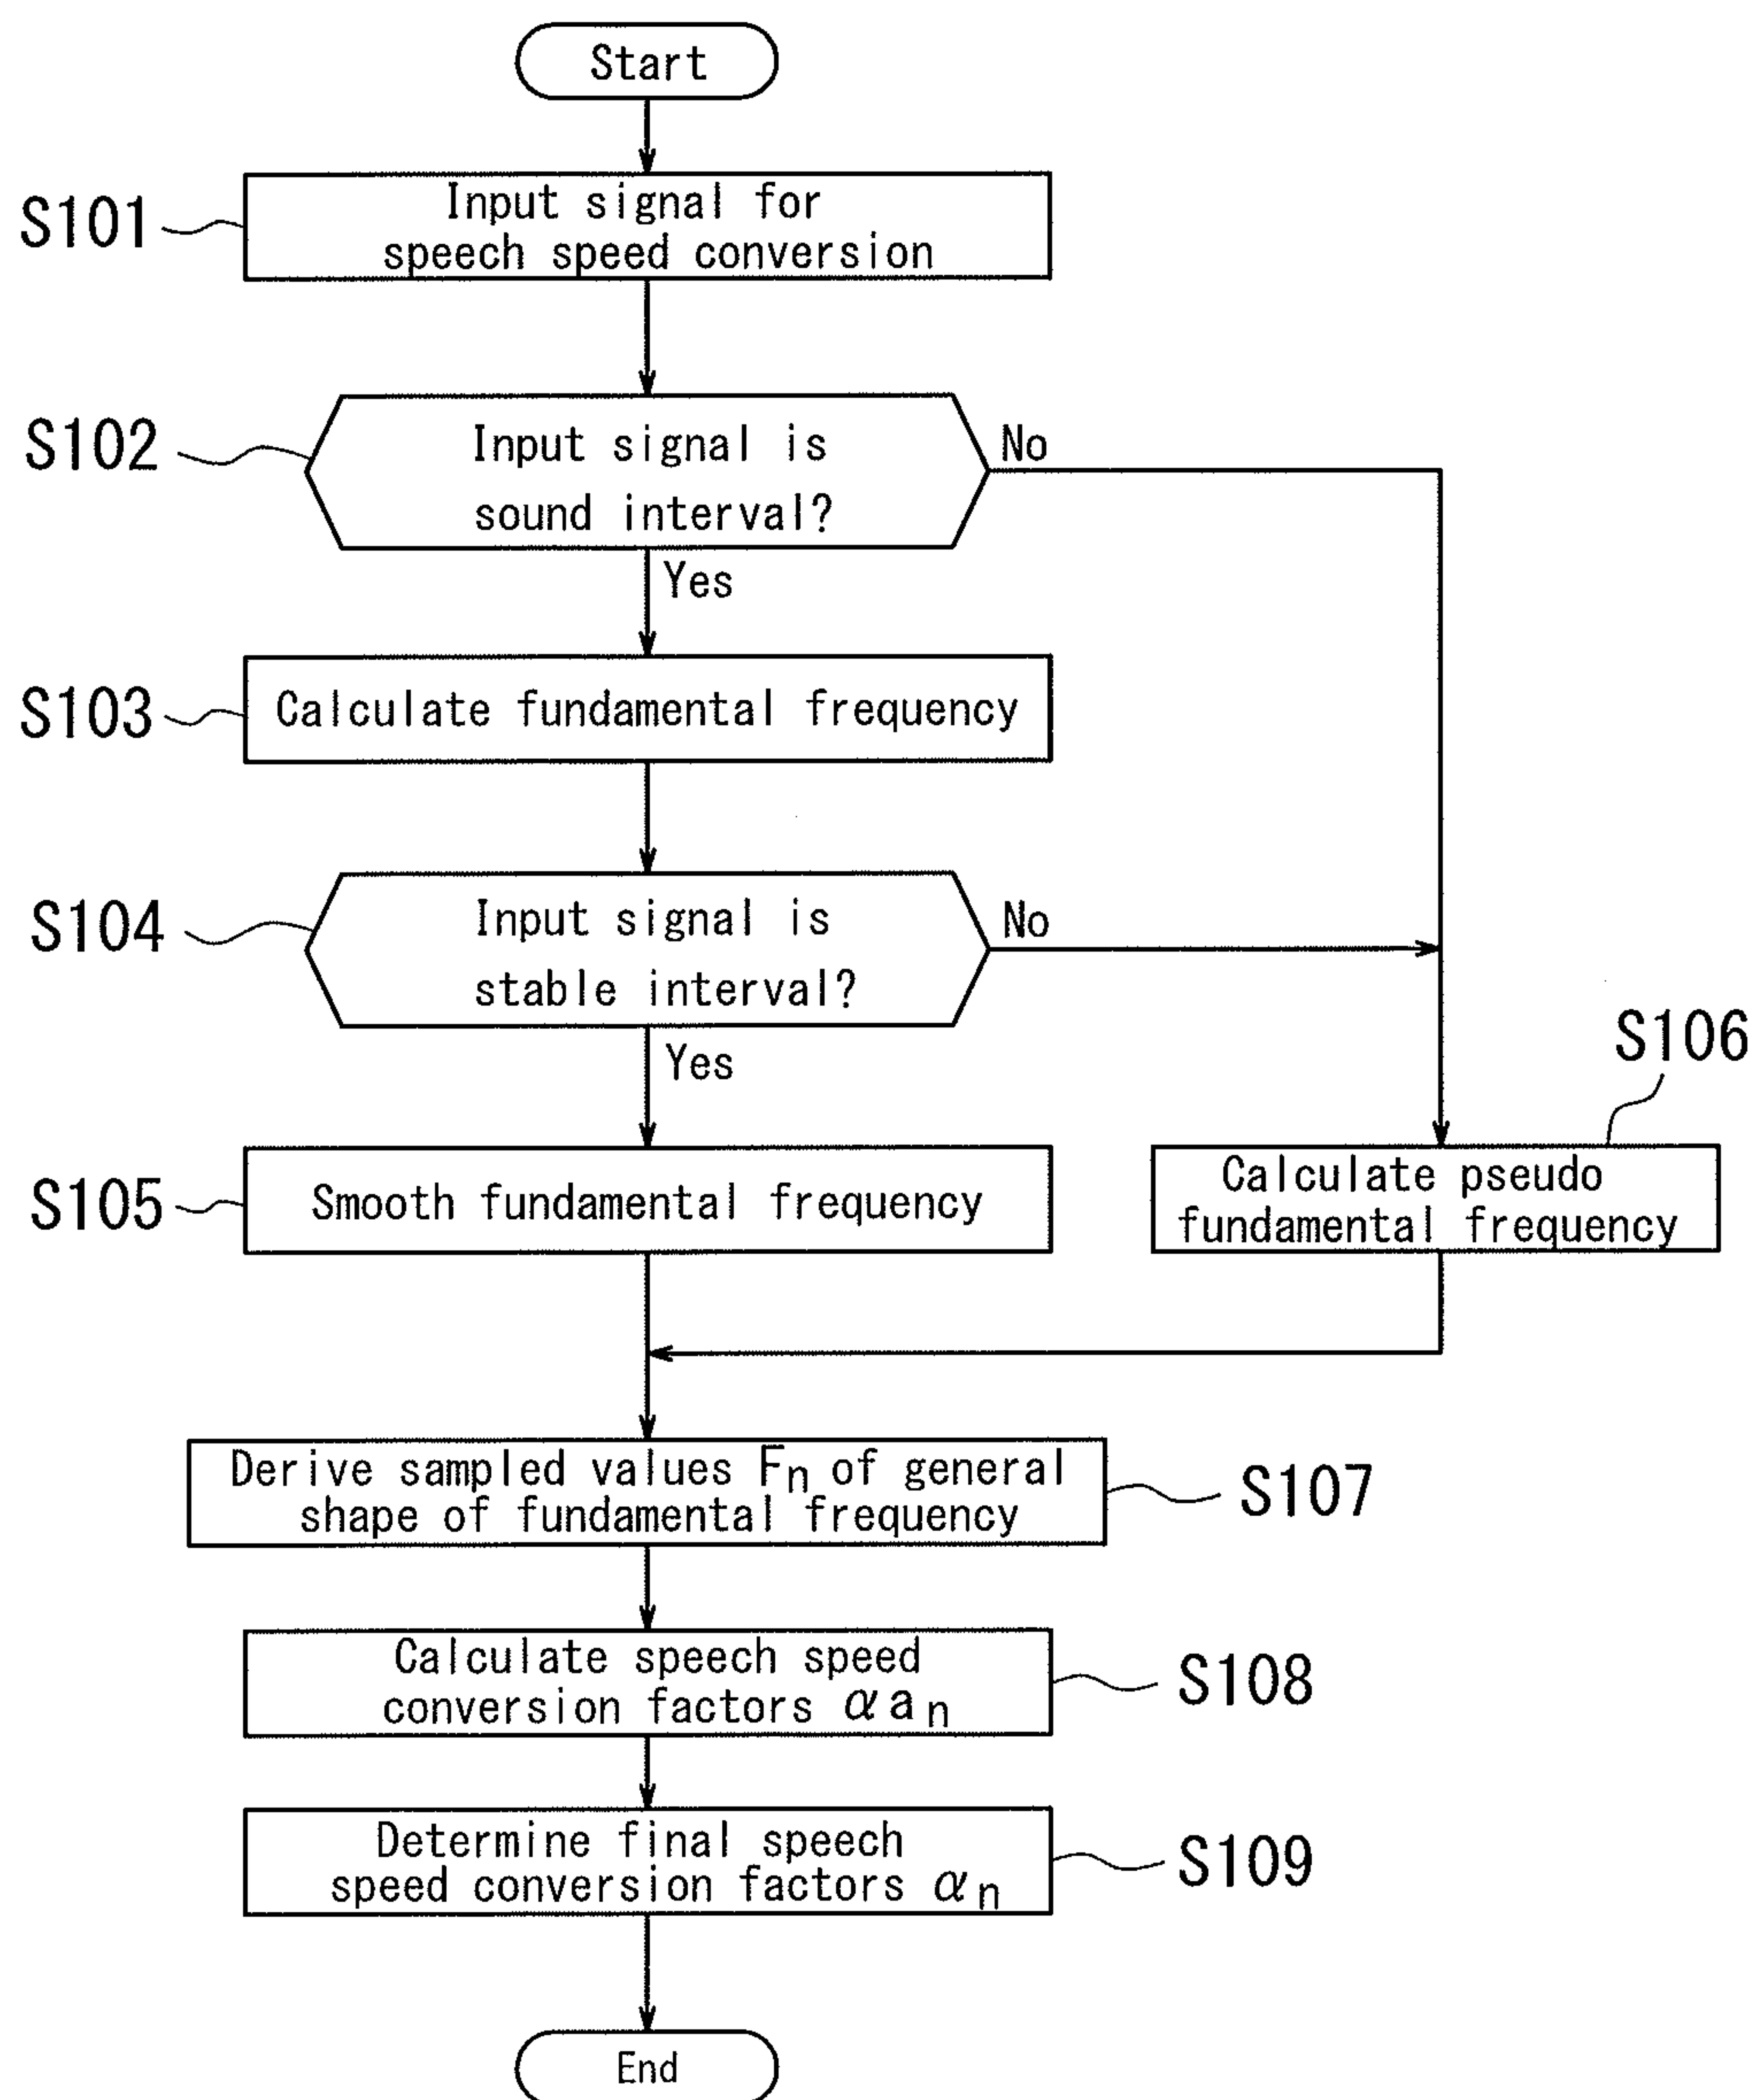 Start
S101
Input signal for
speech speed conversion
S102
Input signal is
sound interval?
No
Yes
S103
Calculate fundamental frequency
S104
Input signal is
stable interval?
No
Yes
S106
Calculate pseudo
fundamental frequency
S105
Smooth fundamental frequency
Derive sampled values Fn of general
shape of fundamental frequency
S107
Calculate speech speed
conversion factors αan
S108
Determine final speech
speed conversion factors αn
S109
End